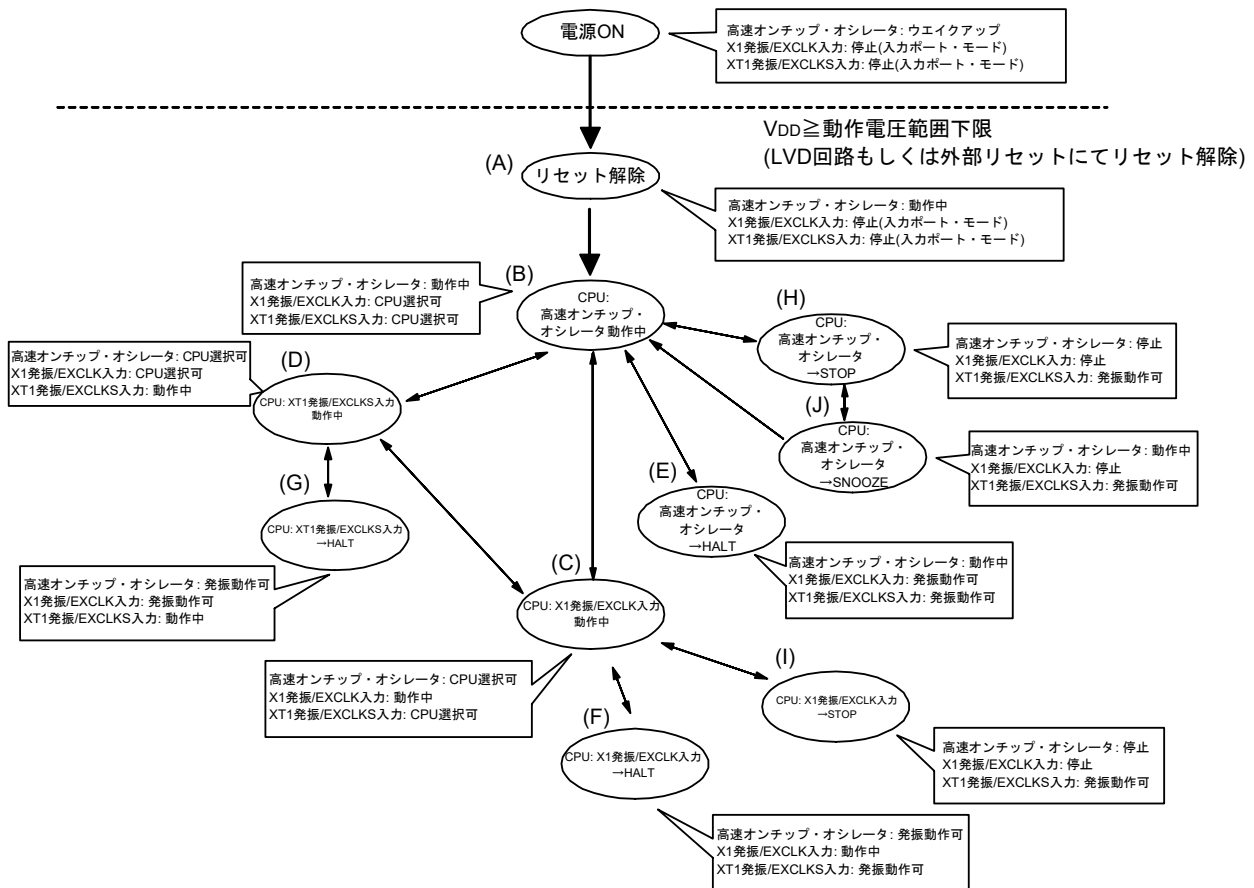 電源ON
高速オンチップ・オシレータ: ウエイクアップ
X1発振/EXCLK入力: 停止(入力ポート・モード)
XT1発振/EXCLKS入力: 停止(入力ポート・モード)
VDD≧動作電圧範囲下限
(LVD回路もしくは外部リセットにてリセット解除)
(A)
リセット解除
高速オンチップ・オシレータ: 動作中
X1発振/EXCLK入力: 停止(入力ポート・モード)
XT1発振/EXCLKS入力: 停止(入力ポート・モード)
(B)
高速オンチップ・オシレータ: 動作中
X1発振/EXCLK入力: CPU選択可
XT1発振/EXCLKS入力: CPU選択可
CPU:
高速オンチップ・
オシレータ動作中
(H)
CPU:
高速オンチップ・
オシレータ
→STOP
高速オンチップ・オシレータ: 停止
X1発振/EXCLK入力: 停止
XT1発振/EXCLKS入力: 発振動作可
(D)
高速オンチップ・オシレータ: CPU選択可
X1発振/EXCLK入力: CPU選択可
XT1発振/EXCLKS入力: 動作中
CPU: XT1発振/EXCLKS入力
動作中
(J)
CPU:
高速オンチップ・
オシレータ
→SNOOZE
高速オンチップ・オシレータ: 動作中
X1発振/EXCLK入力: 停止
XT1発振/EXCLKS入力: 発振動作可
(G)
CPU: XT1発振/EXCLKS入力
→HALT
高速オンチップ・オシレータ: 発振動作可
X1発振/EXCLK入力: 発振動作可
XT1発振/EXCLKS入力: 動作中
(E)
CPU:
高速オンチップ・
オシレータ
→HALT
高速オンチップ・オシレータ: 動作中
X1発振/EXCLK入力: 発振動作可
XT1発振/EXCLKS入力: 発振動作可
(C)
CPU: X1発振/EXCLK入力
動作中
高速オンチップ・オシレータ: CPU選択可
X1発振/EXCLK入力: 動作中
XT1発振/EXCLKS入力: CPU選択可
(I)
CPU: X1発振/EXCLK入力
→STOP
高速オンチップ・オシレータ: 停止
X1発振/EXCLK入力: 停止
XT1発振/EXCLKS入力: 発振動作可
(F)
CPU: X1発振/EXCLK入力
→HALT
高速オンチップ・オシレータ: 発振動作可
X1発振/EXCLK入力: 動作中
XT1発振/EXCLKS入力: 発振動作可